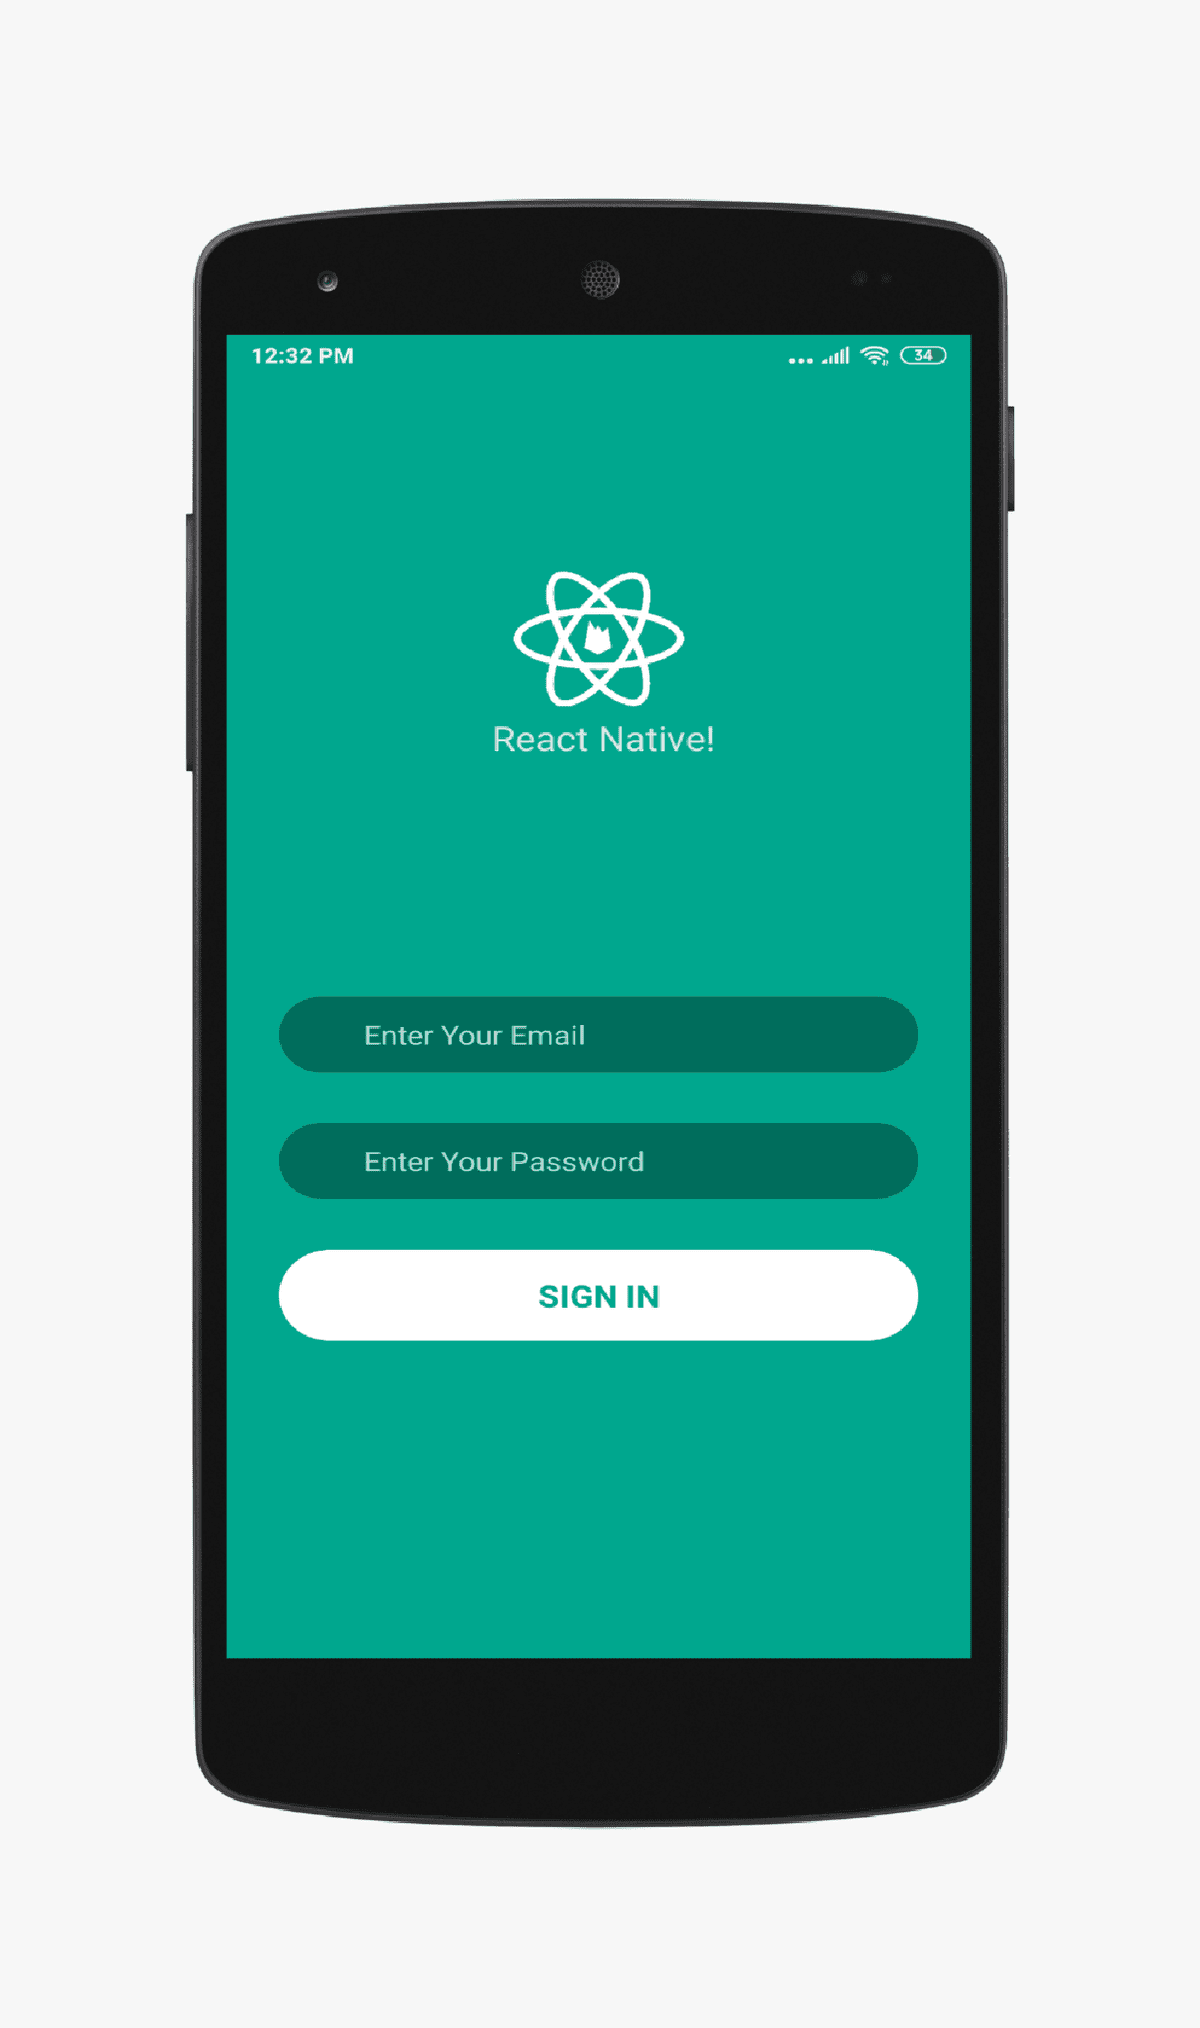 12:32 PM 34
React Native!
Enter Your Email
Enter Your Password
SIGN IN